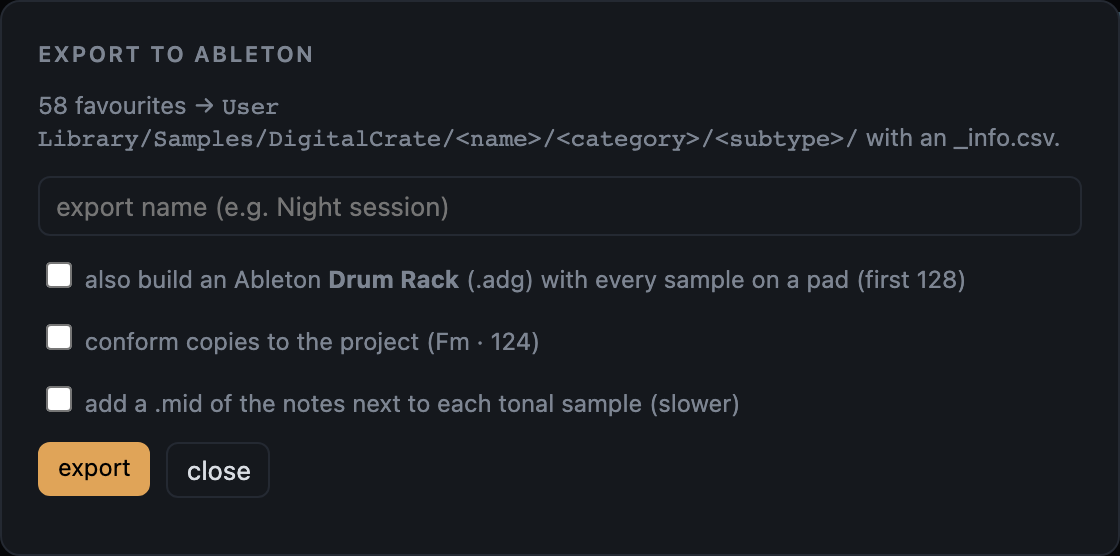 EXPORT TO ABLETON
58 favourites → User
Library/Samples/DigitalCrate/<name>/<category>/<subtype>/ with an _info.csv.
export name (e.g. Night session)
also build an Ableton Drum Rack (.adg) with every sample on a pad (first 128)
conform copies to the project (Fm · 124)
add a .mid of the notes next to each tonal sample (slower)
export close